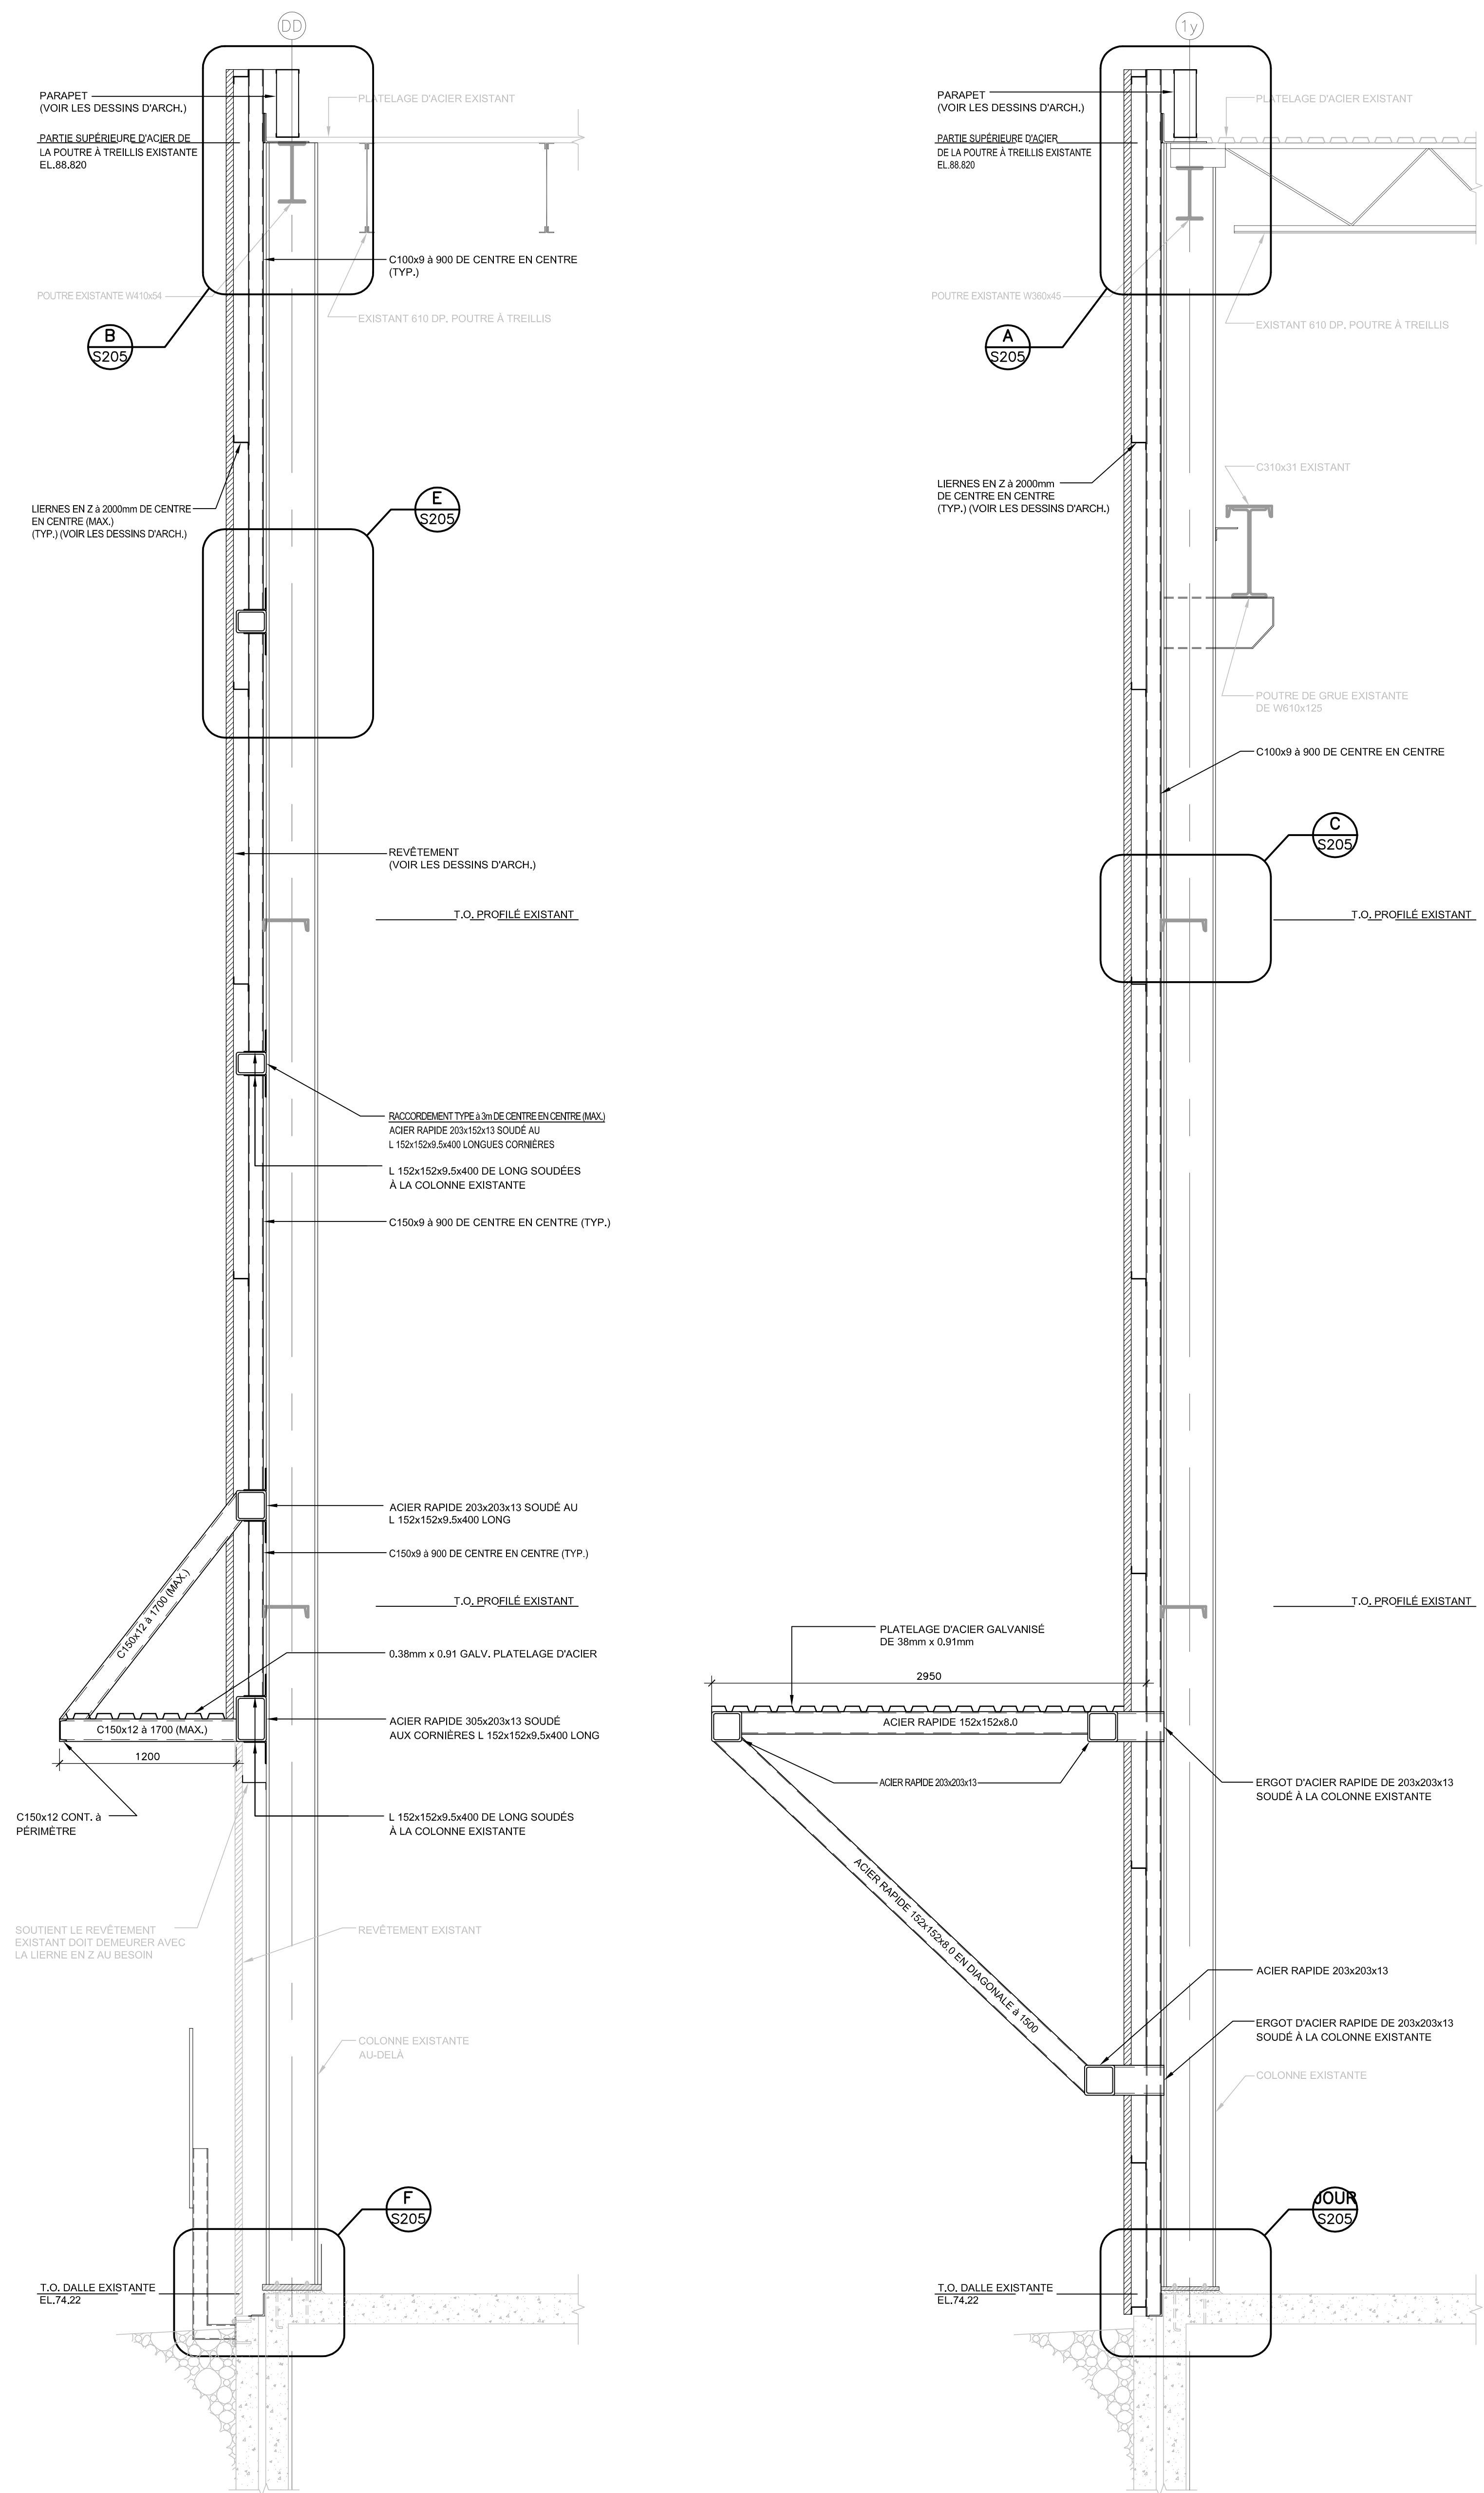 DD
PARAPET
(VOIR LES DESSINS D'ARCH.)
PLATELAGE D'ACIER EXISTANT
PARTIE SUPÉRIEURE D'ACIER DE
LA POUTRE À TREILLIS EXISTANTE
EL.88.820
C100x9 à 900 DE CENTRE EN CENTRE
(TYP.)
POUTRE EXISTANTE W410x54
EXISTANT 610 DP. POUTRE À TREILLIS
B
S205
LIERNES EN Z à 2000mm DE CENTRE
EN CENTRE (MAX.)
(TYP.) (VOIR LES DESSINS D'ARCH.)
E
S205
REVÊTEMENT
(VOIR LES DESSINS D'ARCH.)
T.O. PROFILÉ EXISTANT
RACCORDEMENT TYPE à 3m DE CENTRE EN CENTRE (MAX.)
ACIER RAPIDE 203x152x13 SOUDÉ AU
L 152x152x9.5x400 LONGUES CORNIÈRES
L 152x152x9.5x400 DE LONG SOUDÉES
À LA COLONNE EXISTANTE
C150x9 à 900 DE CENTRE EN CENTRE (TYP.)
ACIER RAPIDE 203x203x13 SOUDÉ AU
L 152x152x9.5x400 LONG
C150x9 à 900 DE CENTRE EN CENTRE (TYP.)
C150x12 à 1700 (MAX.)
T.O. PROFILÉ EXISTANT
0.38mm x 0.91 GALV. PLATELAGE D'ACIER
C150x12 à 1700 (MAX.)
ACIER RAPIDE 305x203x13 SOUDÉ
AUX CORNIÈRES L 152x152x9.5x400 LONG
1200
C150x12 CONT. à
PÉRIMÈTRE
L 152x152x9.5x400 DE LONG SOUDÉS
À LA COLONNE EXISTANTE
SOUTIENT LE REVÊTEMENT
EXISTANT DOIT DEMEURER AVEC
LA LIERNE EN Z AU BESOIN
REVÊTEMENT EXISTANT
COLONNE EXISTANTE
AU-DELÀ
F
S205
T.O. DALLE EXISTANTE
EL.74.22
1y
PARAPET
(VOIR LES DESSINS D'ARCH.)
PLATELAGE D'ACIER EXISTANT
PARTIE SUPÉRIEURE D'ACIER
DE LA POUTRE À TREILLIS EXISTANTE
EL.88.820
POUTRE EXISTANTE W360x45
EXISTANT 610 DP. POUTRE À TREILLIS
A
S205
C310x31 EXISTANT
LIERNES EN Z à 2000mm
DE CENTRE EN CENTRE
(TYP.) (VOIR LES DESSINS D'ARCH.)
POUTRE DE GRUE EXISTANTE
DE W610x125
C100x9 à 900 DE CENTRE EN CENTRE
C
S205
T.O. PROFILÉ EXISTANT
T.O. PROFILÉ EXISTANT
PLATELAGE D'ACIER GALVANISÉ
DE 38mm x 0.91mm
2950
ACIER RAPIDE 152x152x8.0
ACIER RAPIDE 203x203x13
ERGOT D'ACIER RAPIDE DE 203x203x13
SOUDÉ À LA COLONNE EXISTANTE
ACIER RAPIDE 152x152x8.0 EN DIAGONALE à 1500
ACIER RAPIDE 203x203x13
ERGOT D'ACIER RAPIDE DE 203x203x13
SOUDÉ À LA COLONNE EXISTANTE
COLONNE EXISTANTE
JOUR
S205
T.O. DALLE EXISTANTE
EL.74.22